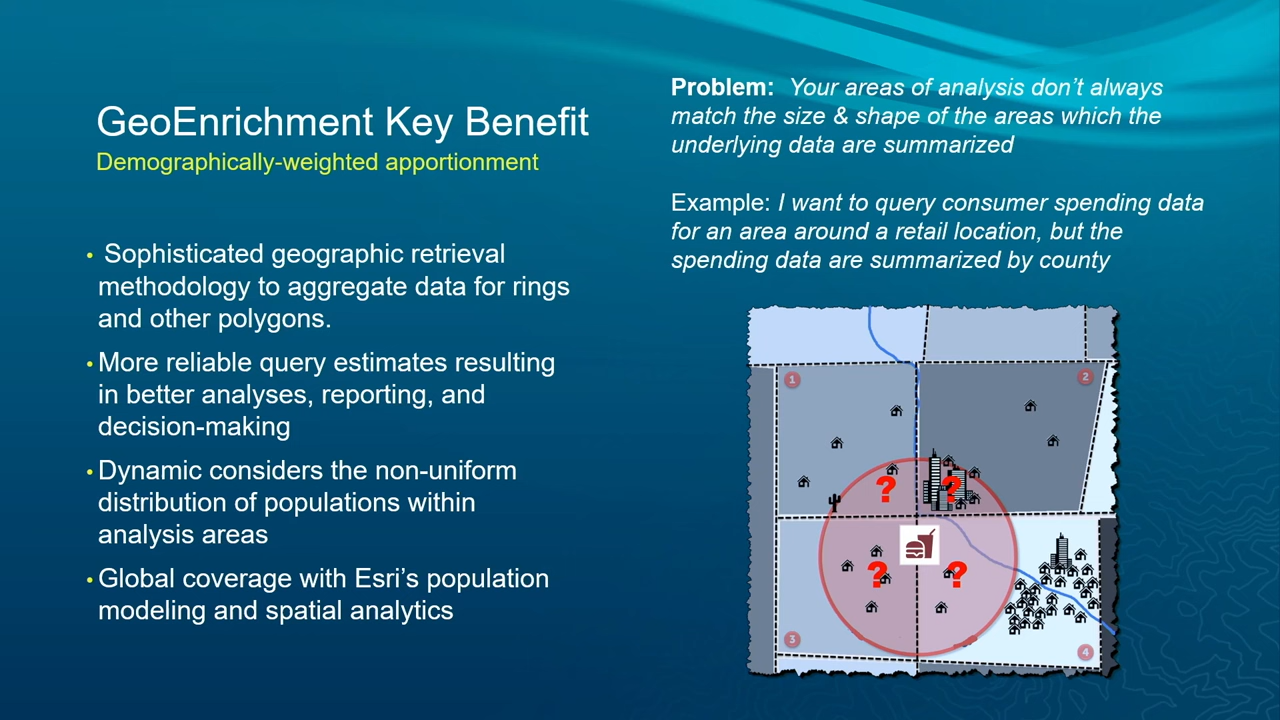 GeoEnrichment Key Benefit
Demographically-weighted apportionment
• Sophisticated geographic retrieval
methodology to aggregate data for rings
and other polygons.
• More reliable query estimates resulting
in better analyses, reporting, and
decision-making
• Dynamic considers the non-uniform
distribution of populations within
analysis areas
• Global coverage with Esri’s population
modeling and spatial analytics
Problem: Your areas of analysis don’t always
match the size & shape of the areas which the
underlying data are summarized
Example: I want to query consumer spending data
for an area around a retail location, but the
spending data are summarized by county
1
2
? ?
? ?
3
4